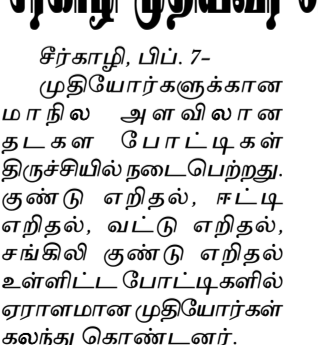 சீர்காழி முதியவர்
சீர்காழி, பிப். 7–
முதியோர்களுக்கான
மாநில அளவிலான
தடகள போட்டிகள்
திருச்சியில் நடைபெற்றது.
குண்டு எறிதல், ஈட்டி
எறிதல், வட்டு எறிதல்,
சங்கிலி குண்டு எறிதல்
உள்ளிட்ட போட்டிகளில்
ஏராளமான முதியோர்கள்
கலந்து கொண்டனர்.